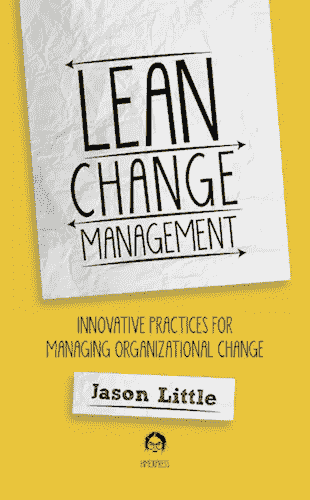 LEAN
CHANGE
MANAGEMENT
INNOVATIVE PRACTICES FOR
MANAGING ORGANIZATIONAL CHANGE
Jason Little